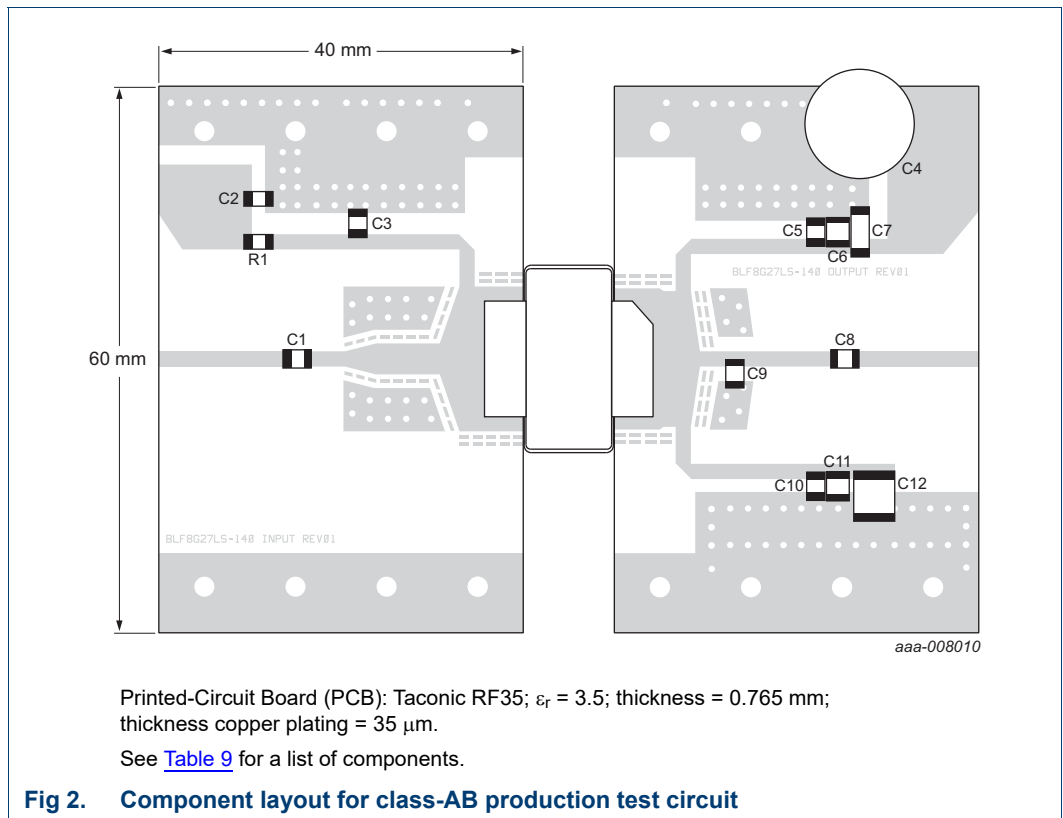 40 mm
60 mm
C2
R1
C3
C1
C4
C5
C6
C7
BLF8G27LS-140 OUTPUT REV01
C8
C9
C11
C10
C12
BLF8G27LS-140 INPUT REV01
aaa-008010
Printed-Circuit Board (PCB): Taconic RF35; εr = 3.5; thickness = 0.765 mm;
thickness copper plating = 35 μm.
See Table 9 for a list of components.
Fig 2. Component layout for class-AB production test circuit